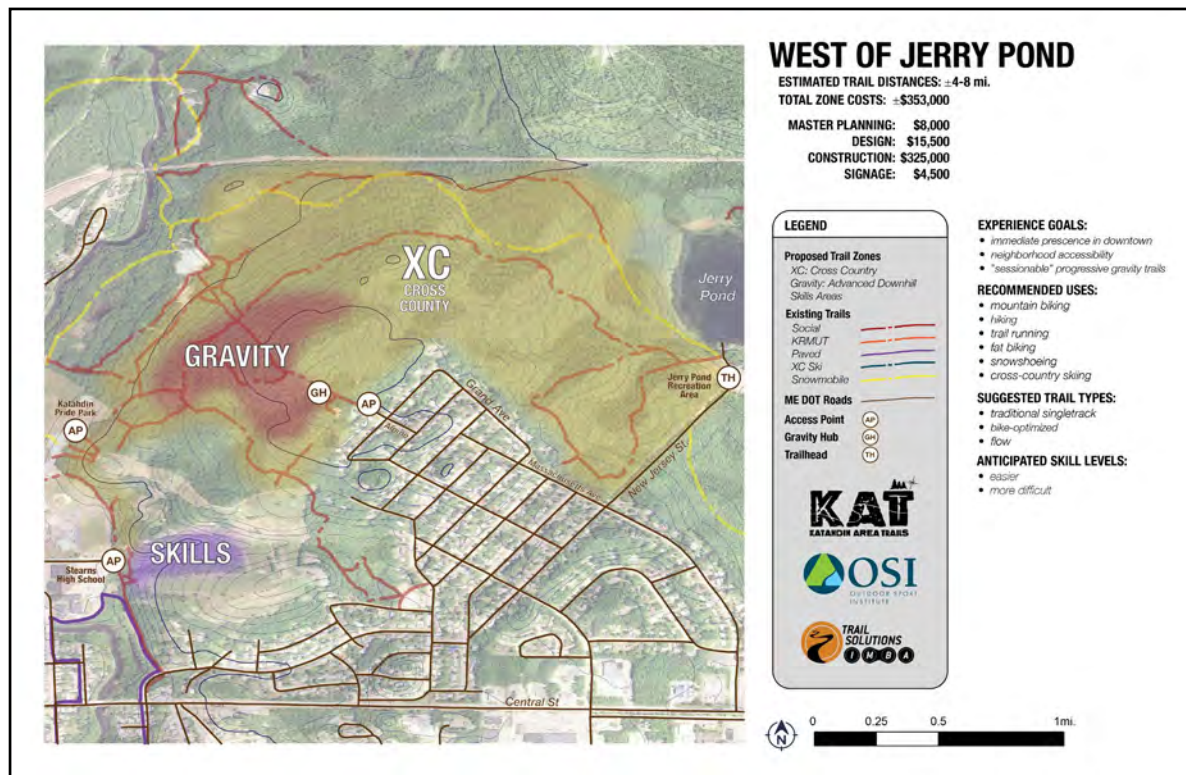 WEST OF JERRY POND
ESTIMATED TRAIL DISTANCES: ±4-8 mi.
TOTAL ZONE COSTS: ±$353,000
MASTER PLANNING: $8,000
DESIGN: $15,500
CONSTRUCTION: $325,000
SIGNAGE: $4,500
LEGEND
Proposed Trail Zones
XC: Cross Country
Gravity: Advanced Downhill
Skills Areas
Existing Trails
Social
KRMUT
Paved
XC Ski
Snowmobile
ME DOT Roads
Access Point AP
Gravity Hub GH
Trailhead TH
KAT
KATAHDIN AREA TRAILS
OSI
OUTDOOR SPORT
INSTITUTE
TRAIL
SOLUTIONS
IMBA
EXPERIENCE GOALS:
• immediate prescence in downtown
• neighborhood accessibility
• "sessionable" progressive gravity trails
RECOMMENDED USES:
• mountain biking
• hiking
• trail running
• fat biking
• snowshoeing
• cross-country skiing
SUGGESTED TRAIL TYPES:
• traditional singletrack
• bike-optimized
• flow
ANTICIPATED SKILL LEVELS:
• easier
• more difficult
XC
CROSS
COUNTY
Jerry
Pond
GRAVITY
GH
AP
Jerry Pond
Recreation
Area
TH
Katahdin
Pride Park
AP
Grand Ave
Massachusetts Ave
New Jersey St.
SKILLS
AP
Stearns
High School
Central St
N
0 0.25 0.5 1mi.